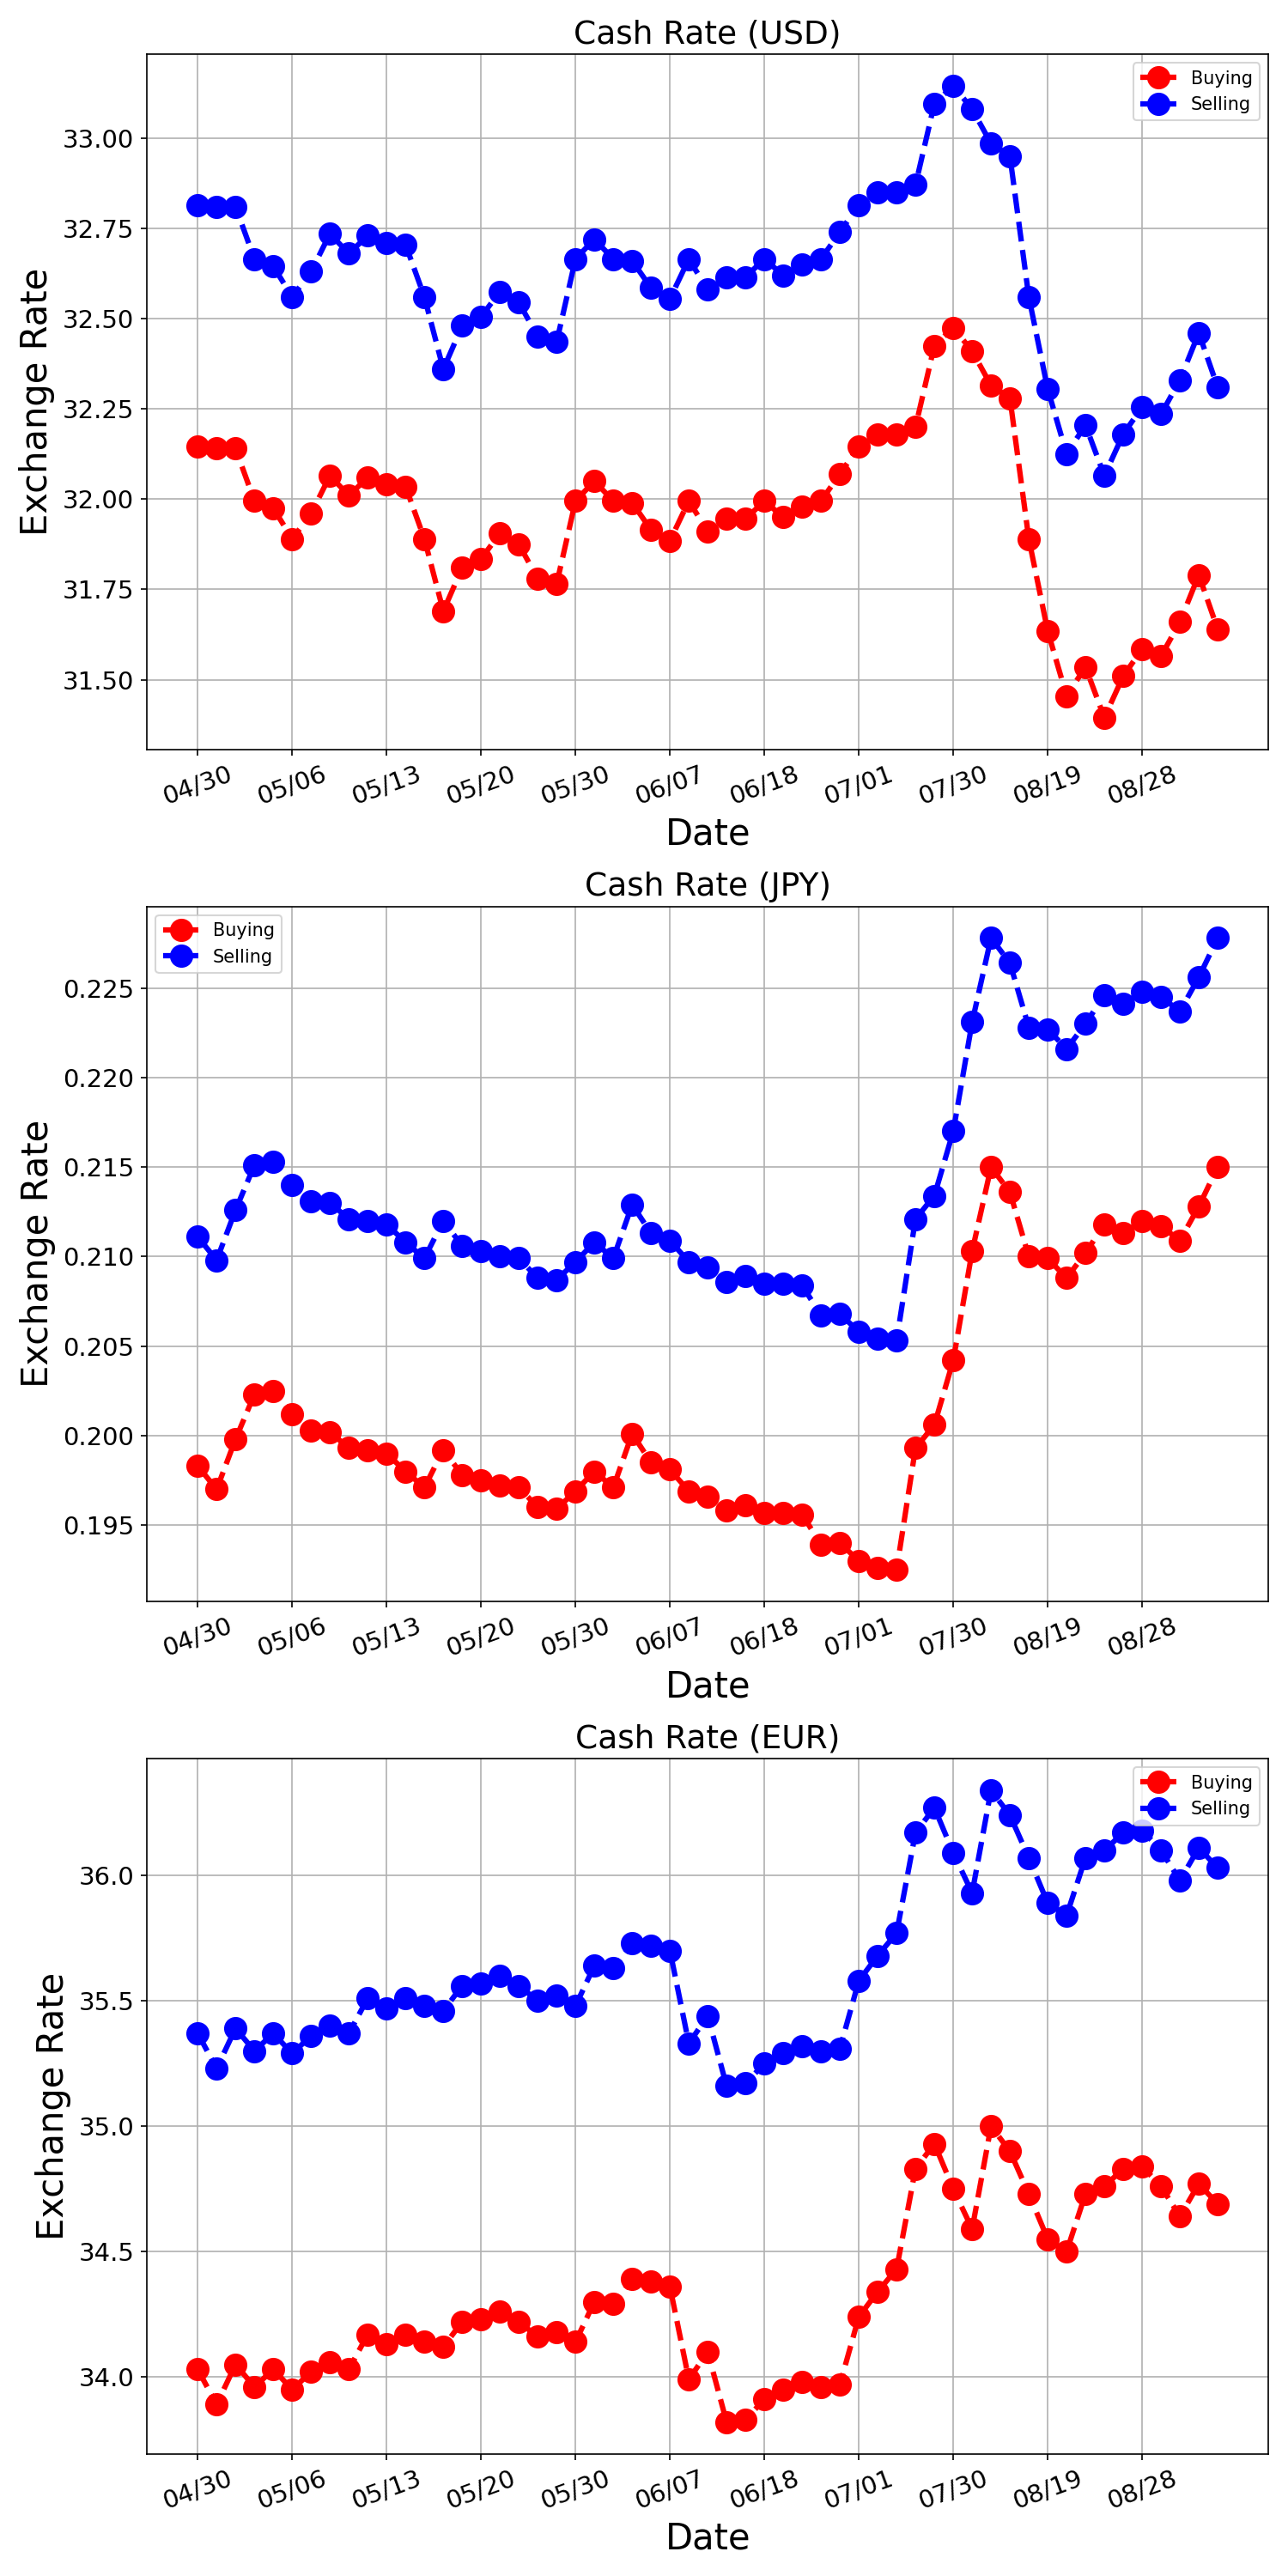 Cash Rate (USD)
Buying
Selling
Exchange Rate
33.00
32.75
32.50
32.25
32.00
31.75
31.50
04/30 05/06 05/13 05/20 05/30 06/07 06/18 07/01 07/30 08/19 08/28
Date
Cash Rate (JPY)
Buying
Selling
Exchange Rate
0.225
0.220
0.215
0.210
0.205
0.200
0.195
04/30 05/06 05/13 05/20 05/30 06/07 06/18 07/01 07/30 08/19 08/28
Date
Cash Rate (EUR)
Buying
Selling
Exchange Rate
36.0
35.5
35.0
34.5
34.0
04/30 05/06 05/13 05/20 05/30 06/07 06/18 07/01 07/30 08/19 08/28
Date